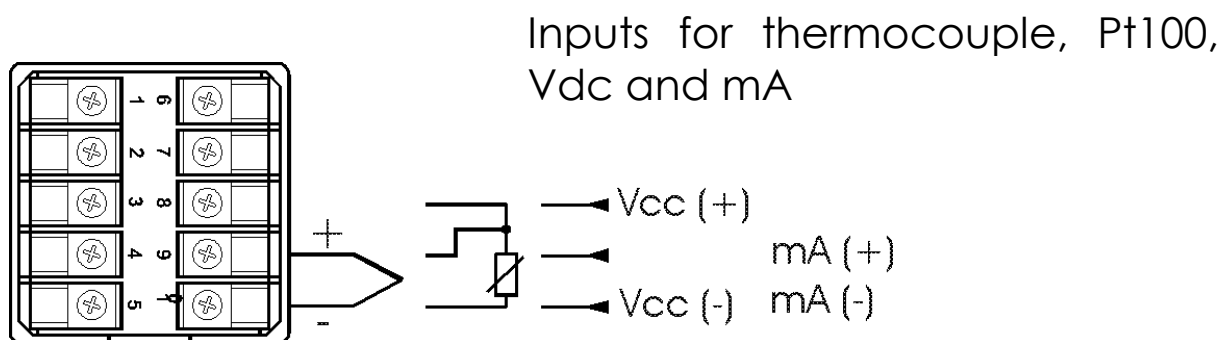 Inputs for thermocouple, Pt100,
Vdc and mA
1 6
2 7
3 8
4 9
5 10
+
-
Vcc (+)
mA (+)
Vcc (-) mA (-)